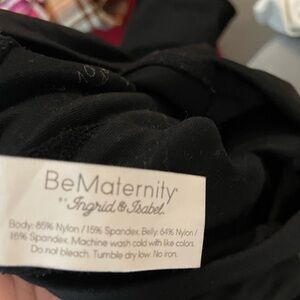 BeMaternity
by Ingrid & Isabel.
Body: 85% Nylon / 15% Spandex. Belly: 64% Nylon /
16% Spandex. Machine wash cold with like colors.
Do not bleach. Tumble dry low. No iron.